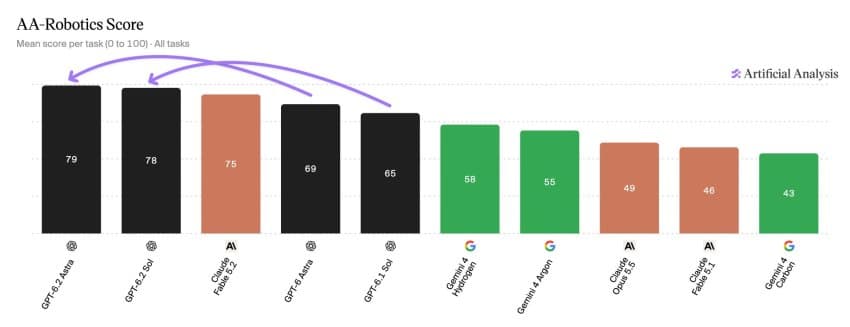 AA-Robotics Score
Mean score per task (0 to 100) · All tasks
Artificial Analysis
79
78
75
69
65
58
55
49
46
43
GPT-6.2 Astra
GPT-6.2 Sol
Claude
Fable 5.2
GPT-6 Astra
GPT-6.1 Sol
Gemini 4
Hydrogen
Gemini 4 Argon
Claude
Opus 5.5
Claude
Fable 5.1
Gemini 4
Carbon